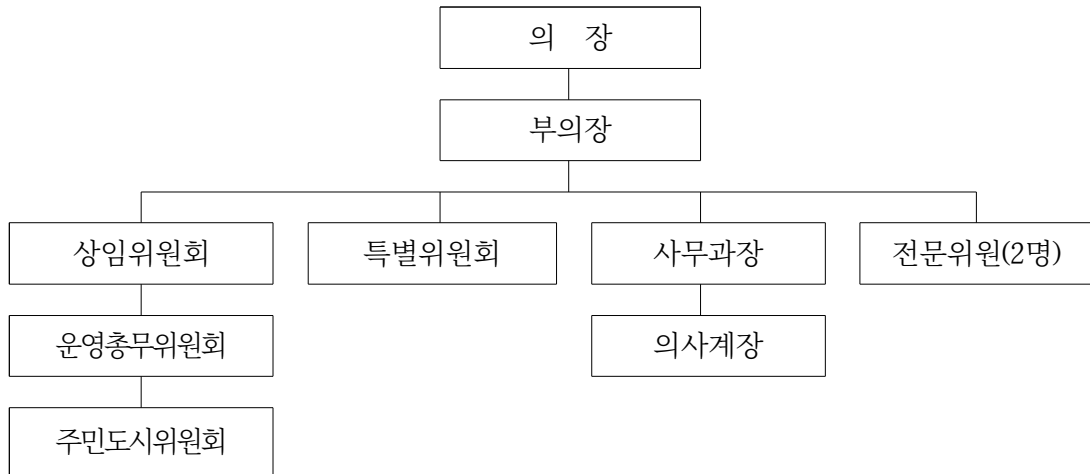 의 장
부의장
상임위원회 특별위원회 사무과장 전문위원(2명)
운영총무위원회 의사계장
주민도시위원회